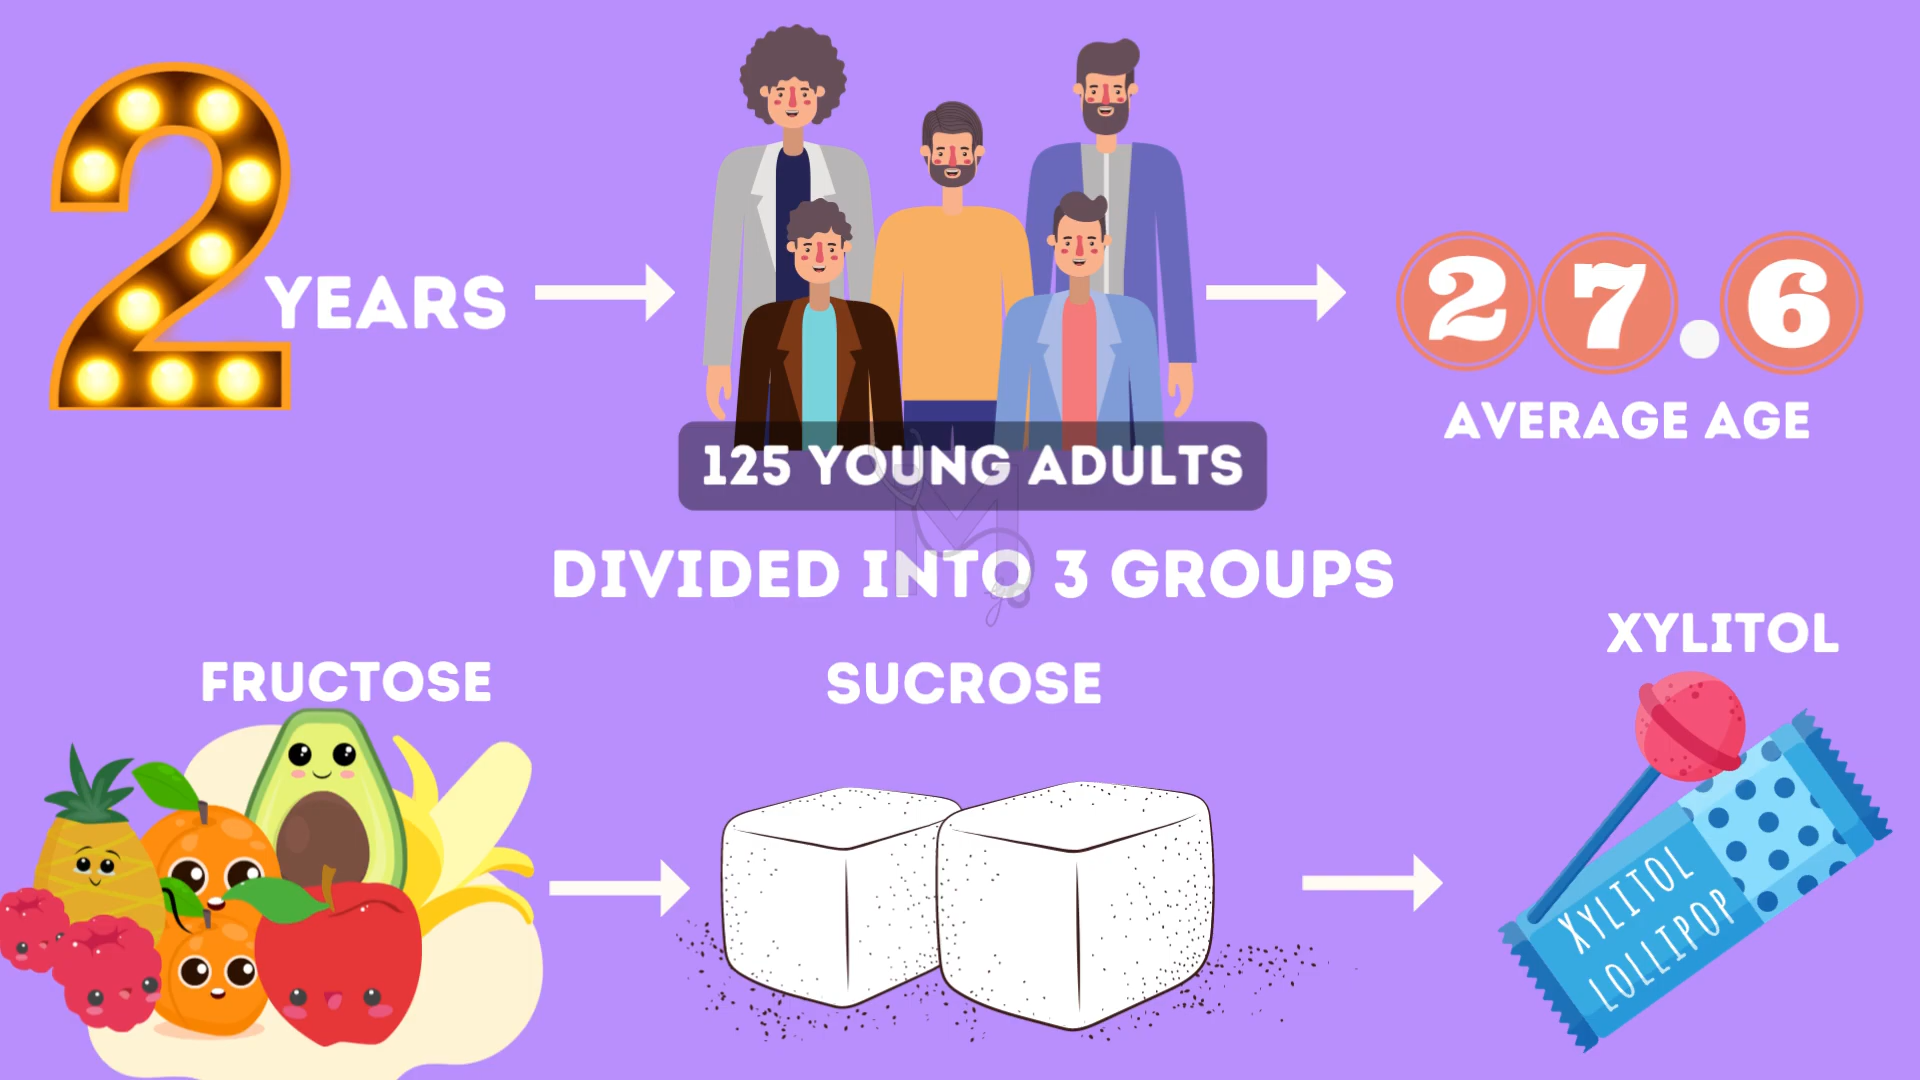 2 YEARS
27.6
AVERAGE AGE
125 YOUNG ADULTS
DIVIDED INTO 3 GROUPS
FRUCTOSE
SUCROSE
XYLITOL
XYLITOL
LOLLIPOP